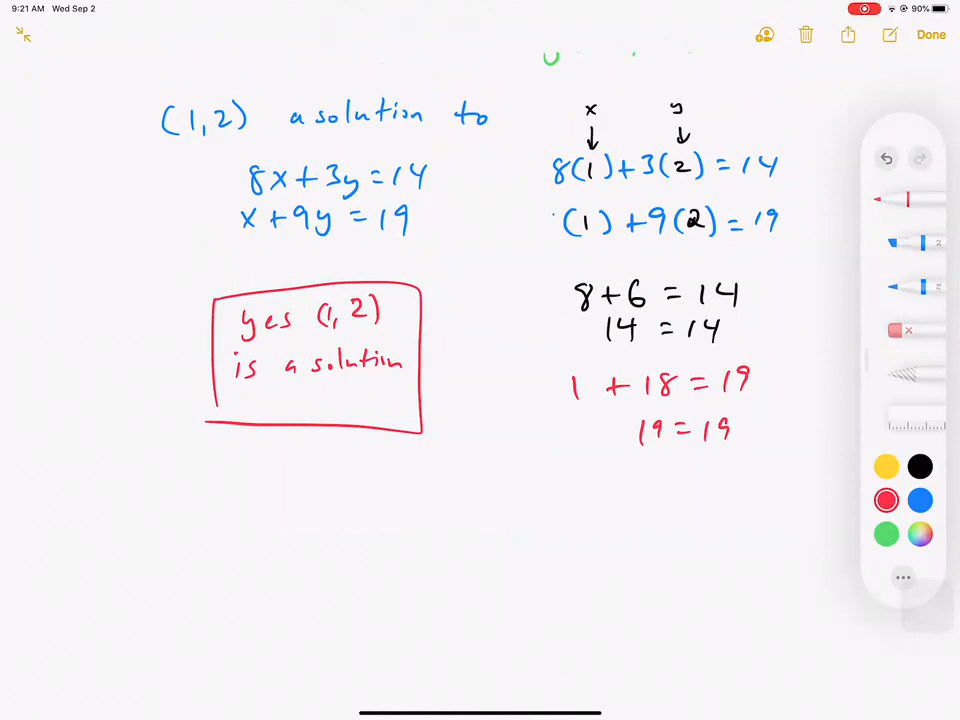 9:21 AM Wed Sep 2
90%
Done
(1,2) a solution to
8x+3y=14
x+9y=19
yes (1,2)
is a solution
x y
8(1)+3(2)=14
(1)+9(2)=19
8+6=14
14=14
1+18=19
19=19